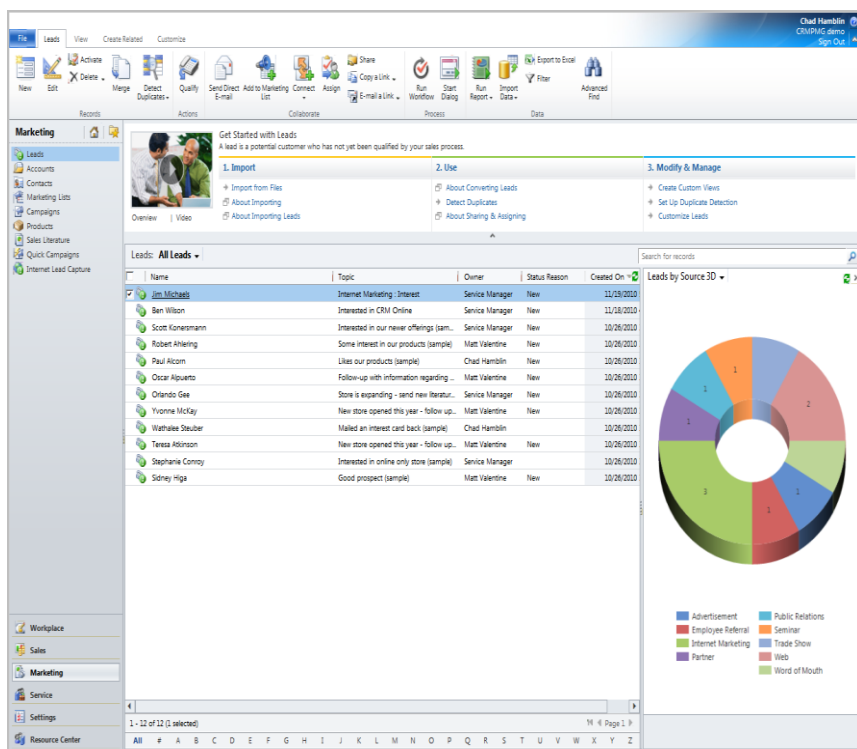 Chad Hamblin
CRMPMG demo
Sign Out
File Leads View Create Related Customize
New
Edit
Activate
Delete
Merge
Detect Duplicates
Qualify
Send Direct E-mail
Add to Marketing List
Connect
Assign
Share
Copy a Link
E-mail a Link
Run Workflow
Start Dialog
Run Report
Import Data
Export to Excel
Filter
Advanced Find
Records Actions Collaborate Process Data
Marketing
Leads
Accounts
Contacts
Marketing Lists
Campaigns
Products
Sales Literature
Quick Campaigns
Internet Lead Capture
Workplace
Sales
Marketing
Service
Settings
Resource Center
Get Started with Leads
A lead is a potential customer who has not yet been qualified by your sales process.
Overview | Video
1. Import
Import from Files
About Importing
About Importing Leads
2. Use
About Converting Leads
Detect Duplicates
About Sharing & Assigning
3. Modify & Manage
Create Custom Views
Set Up Duplicate Detection
Customize Leads
Leads: All Leads
Search for records
Name Topic Owner Status Reason Created On
Jim Michaels Internet Marketing : Interest Service Manager New 11/19/2010
Ben Wilson Interested in CRM Online Service Manager New 11/18/2010
Scott Konersmann Interested in our newer offerings (sam... Service Manager New 10/26/2010
Robert Ahlering Some interest in our products (sample) Matt Valentine New 10/26/2010
Paul Alcorn Likes our products (sample) Chad Hamblin New 10/26/2010
Oscar Alpuerto Follow-up with information regarding ... Matt Valentine New 10/26/2010
Orlando Gee Store is expanding - send new literatur... Service Manager New 10/26/2010
Yvonne McKay New store opened this year - follow up... Matt Valentine New 10/26/2010
Wathalee Steuber Mailed an interest card back (sample) Chad Hamblin 10/26/2010
Teresa Atkinson New store opened this year - follow up... Matt Valentine New 10/26/2010
Stephanie Conroy Interested in online only store (sample) Service Manager 10/26/2010
Sidney Higa Good prospect (sample) Matt Valentine New 10/26/2010
1 - 12 of 12 (1 selected)
Page 1
All # A B C D E F G H I J K L M N O P Q R S T U V W X Y Z
Leads by Source 3D
1
2
1
1
3
1
1
Advertisement
Employee Referral
Internet Marketing
Partner
Public Relations
Seminar
Trade Show
Web
Word of Mouth